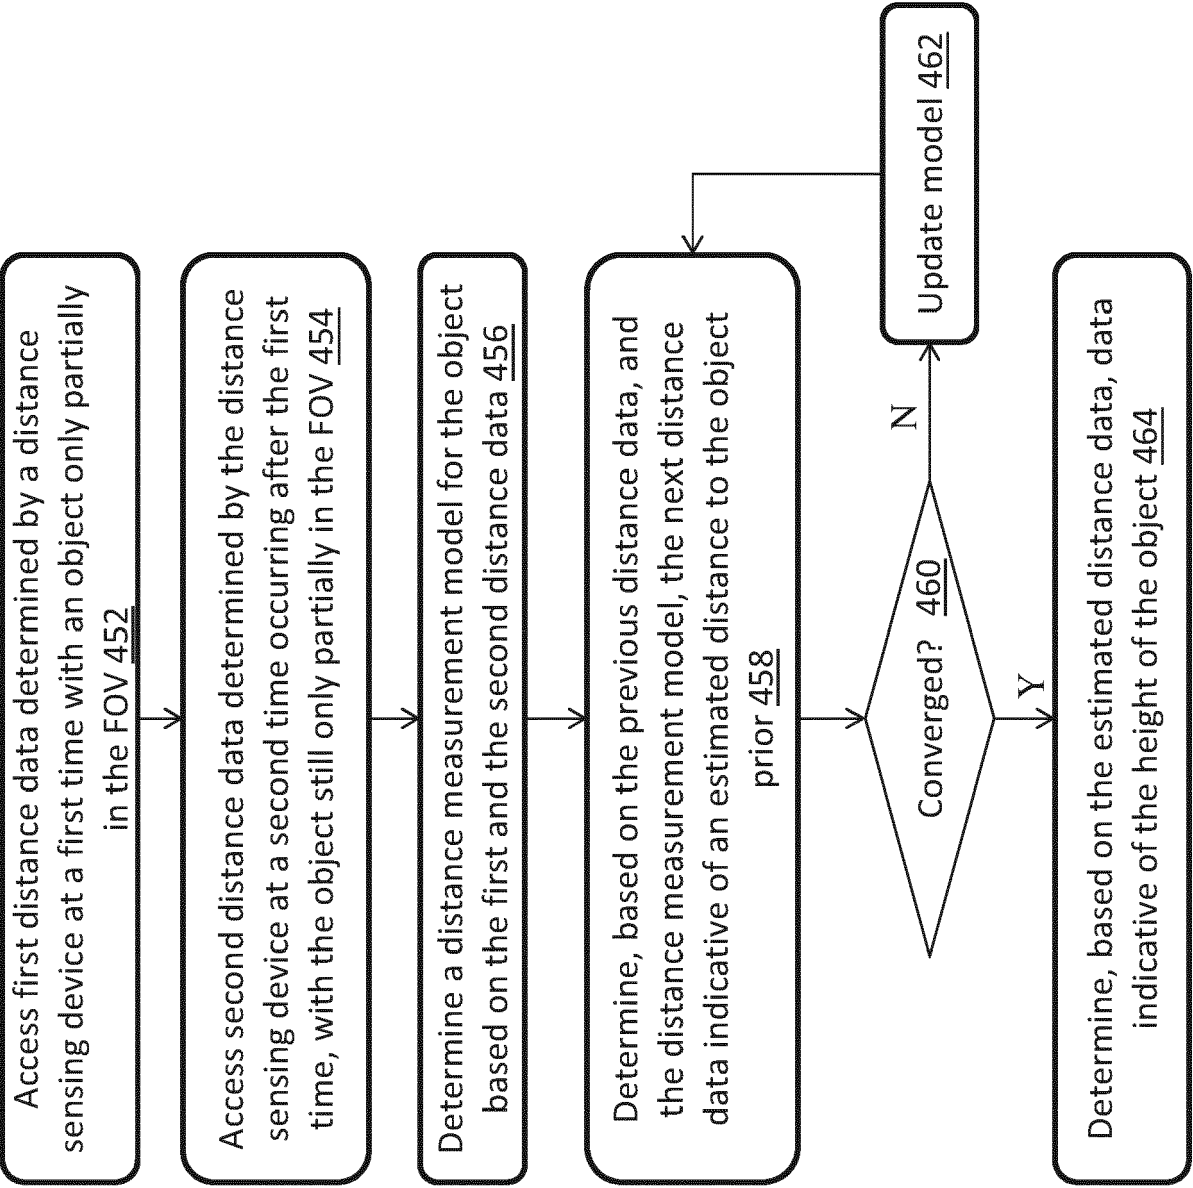 Access first distance data determined by a distance
sensing device at a first time with an object only partially
in the FOV 452
Access second distance data determined by the distance
sensing device at a second time occurring after the first
time, with the object still only partially in the FOV 454
Determine a distance measurement model for the object
based on the first and the second distance data 456
Determine, based on the previous distance data, and
the distance measurement model, the next distance
data indicative of an estimated distance to the object
prior 458
Converged? 460
N
Update model 462
Y
Determine, based on the estimated distance data, data
indicative of the height of the object 464